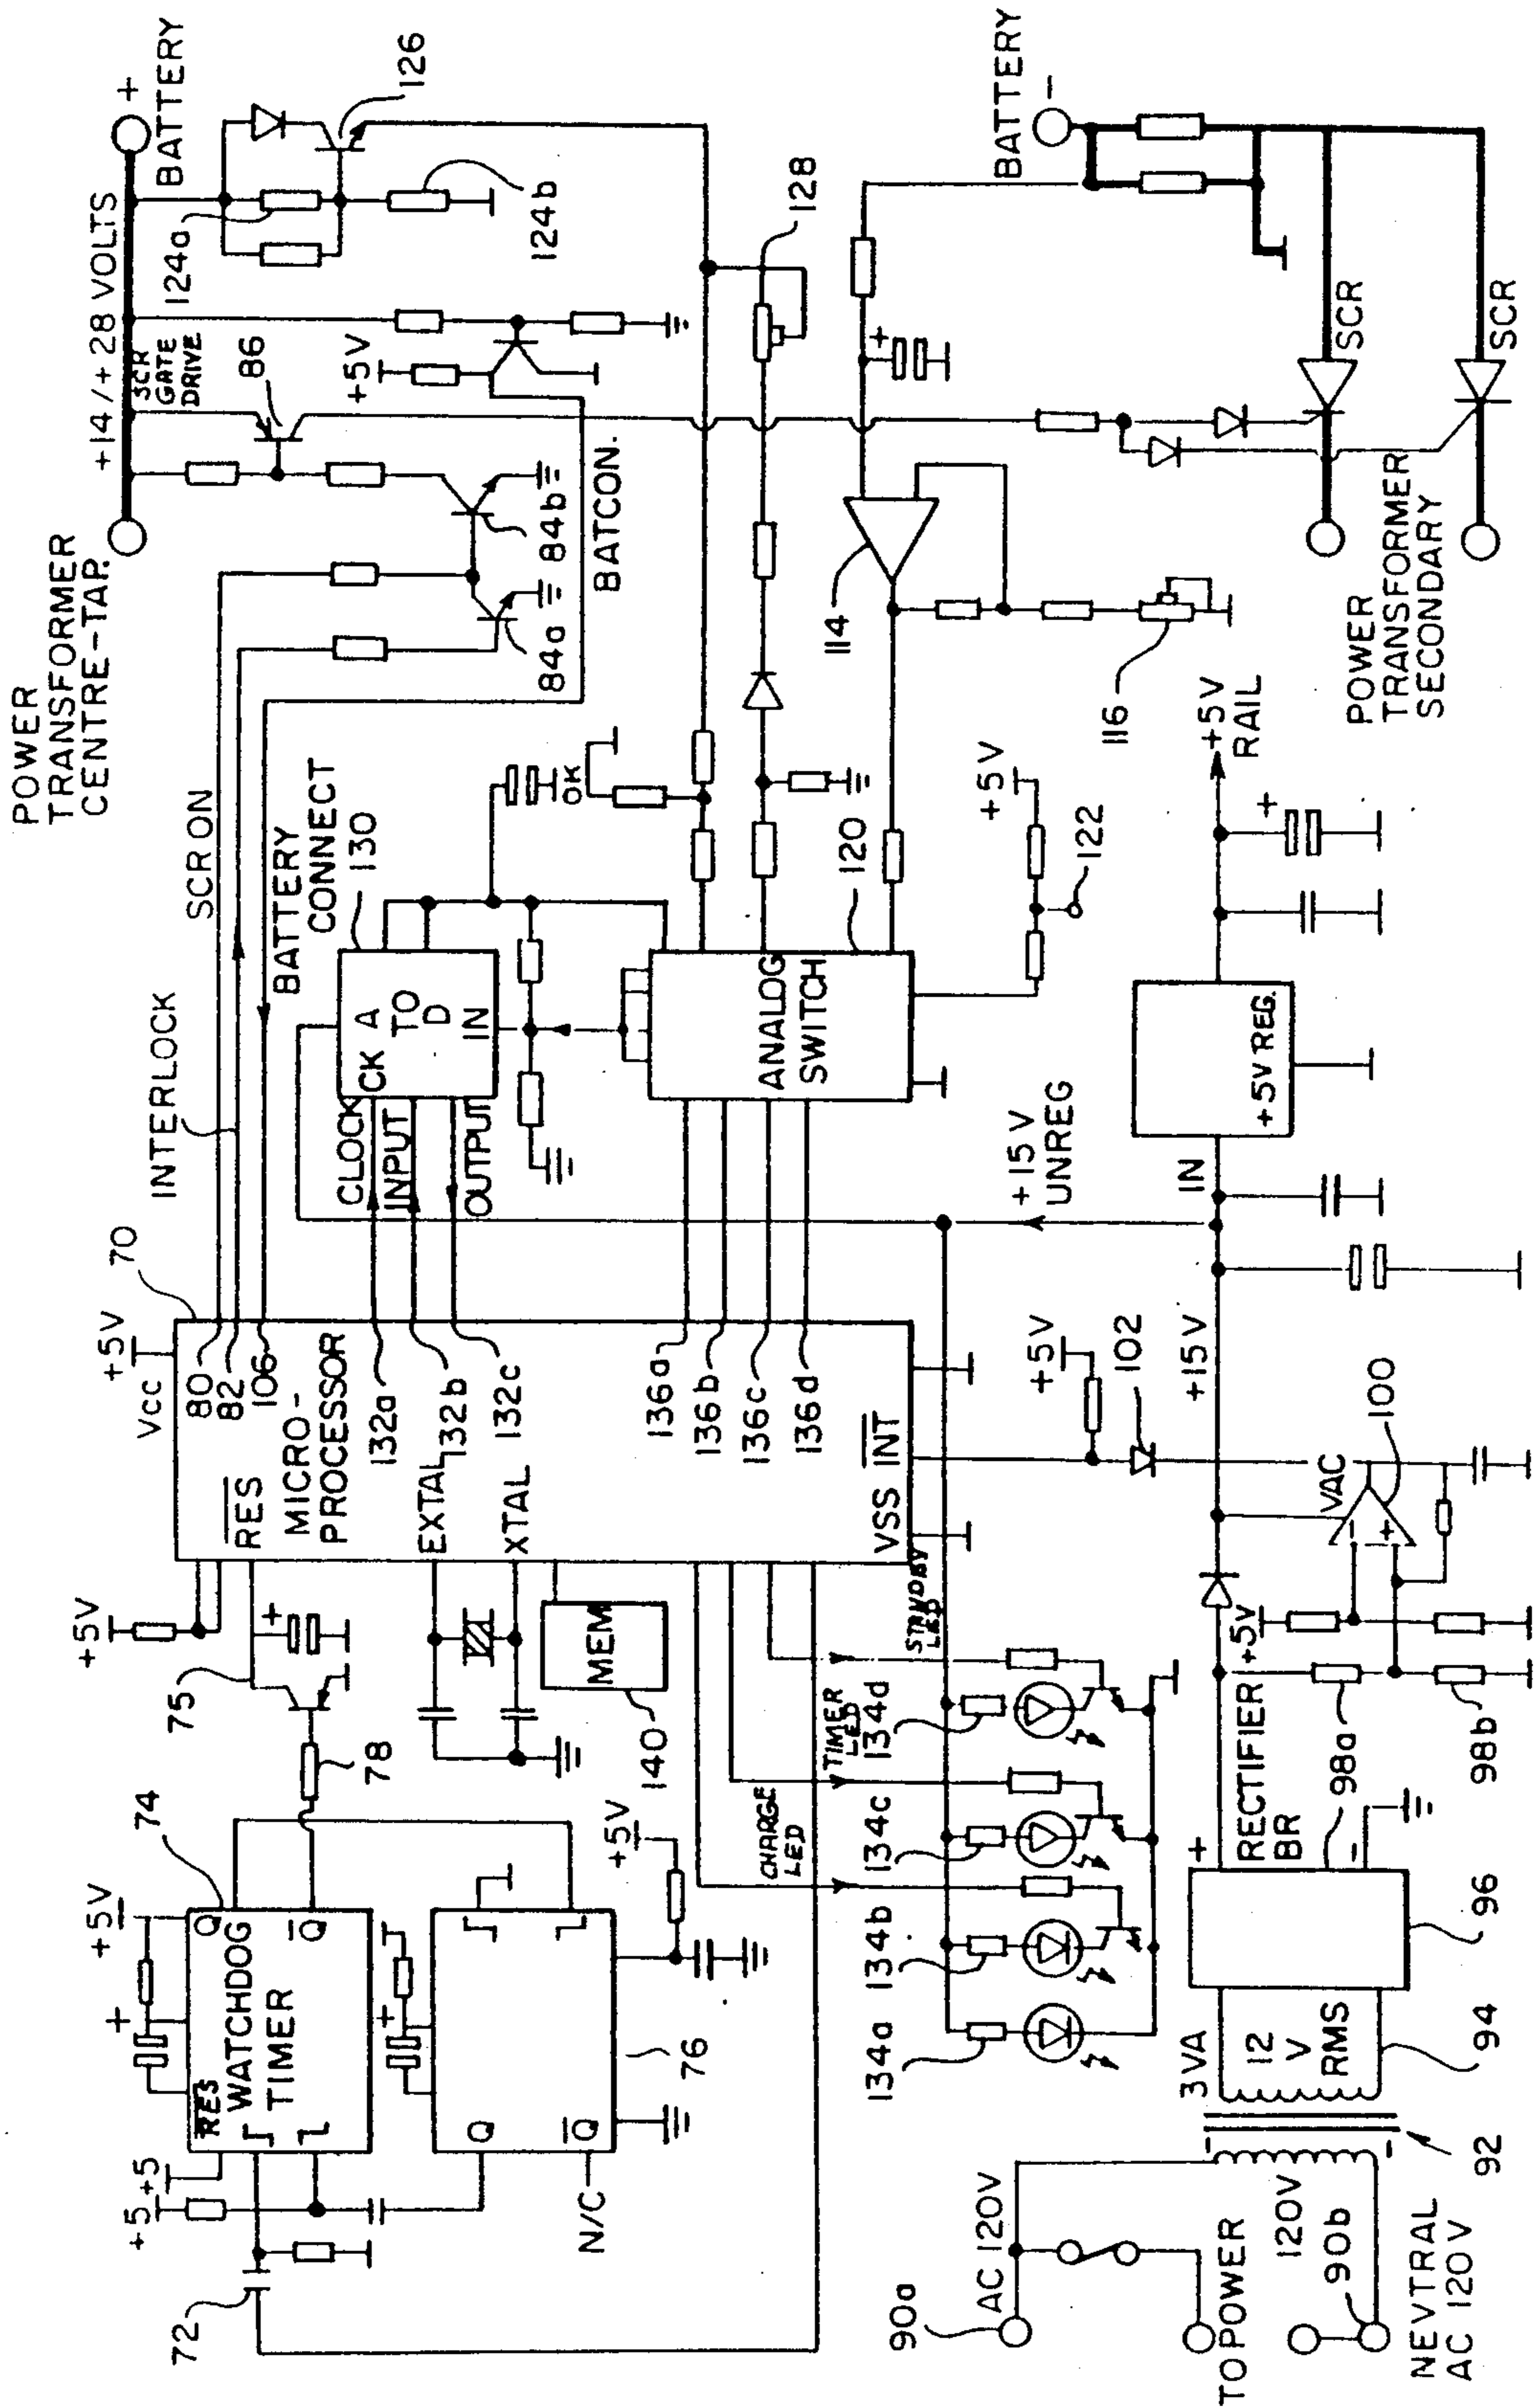 POWER
TRANSFORMER
CENTRE-TAP.
+14/+28 VOLTS
+
BATTERY
SCR
GATE
DRIVE
86
124a
126
124b
+5V
SCR ON
INTERLOCK
84b
84a
BATCON.
BATTERY
CONNECT
130
128
BATTERY
-
+
SCR
SCR
114
116
POWER
TRANSFORMER
SECONDARY
OK
120
+5V
122
CLOCK
CK
A
TO
D
INPUT
IN
OUTPUT
ANALOG
SWITCH
70
+5V
Vcc
80
82
106
RES
MICRO-
PROCESSOR
132a
EXTAL
132b
XTAL
132c
136a
136b
136c
136d
VSS
INT
+5V
75
+
78
MEM
140
74
+5V
+
Q
RES
WATCHDOG
TIMER
Q
+5
+5
72
+
Q
Q
N/C
76
+5V
CHARGE
LED
TIMER
LED
STANDBY
LED
134a
134b
134c
134d
+5V
102
+15V
UNREG
+15V
IN
+5V REG.
+5V
RAIL
+
VAC
-
+
100
+5V
RECTIFIER
BR
+
-
98a
98b
96
94
3VA
12
V
RMS
92
90a
AC 120V
TO POWER
120V
90b
NEVTRAL
AC 120V